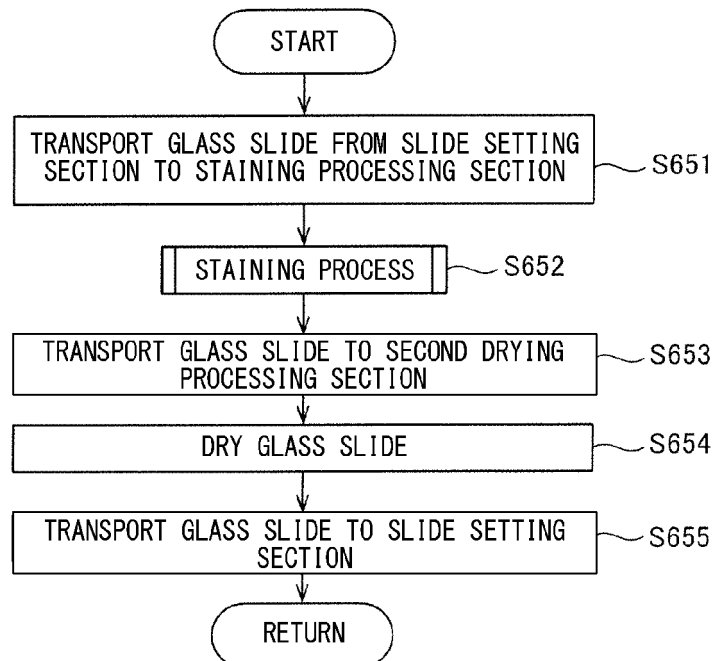 START
TRANSPORT GLASS SLIDE FROM SLIDE SETTING
SECTION TO STAINING PROCESSING SECTION
S651
STAINING PROCESS
S652
TRANSPORT GLASS SLIDE TO SECOND DRYING
PROCESSING SECTION
S653
DRY GLASS SLIDE
S654
TRANSPORT GLASS SLIDE TO SLIDE SETTING
SECTION
S655
RETURN